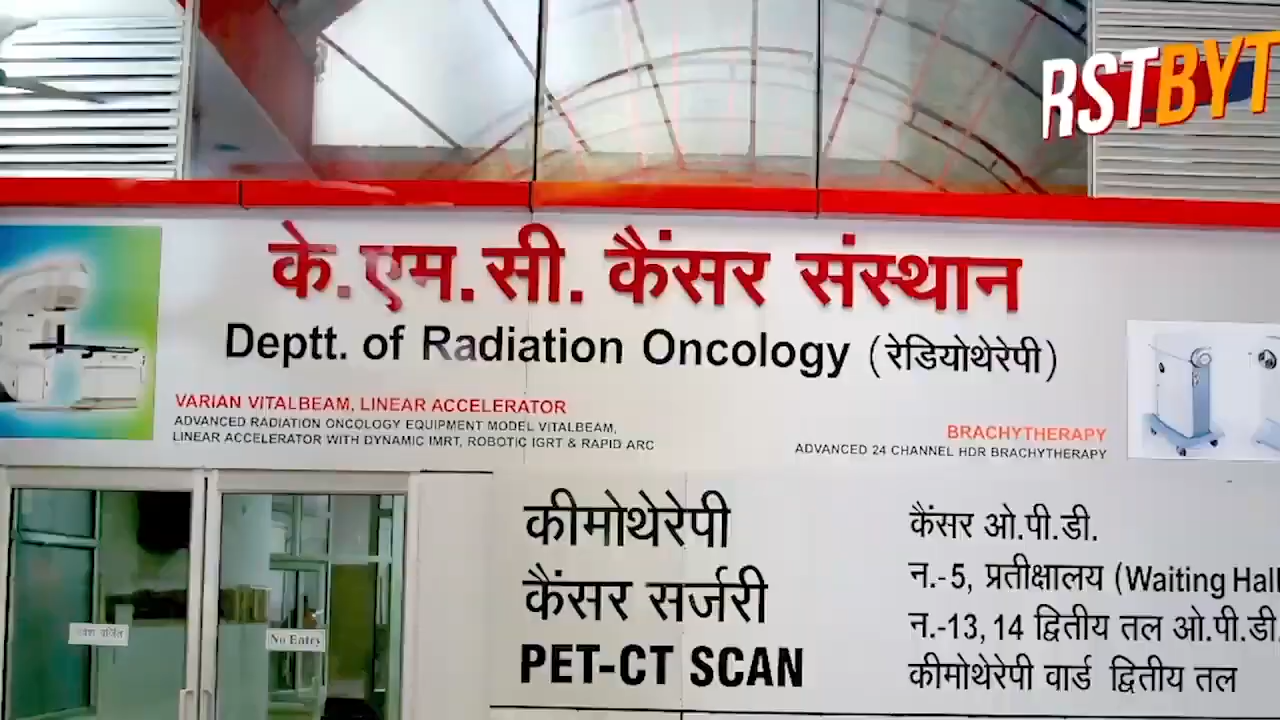 RSTBYT
के.एम.सी. कैंसर संस्थान
Deptt. of Radiation Oncology (रेडियोथेरेपी)
VARIAN VITALBEAM, LINEAR ACCELERATOR
ADVANCED RADIATION ONCOLOGY EQUIPMENT MODEL VITALBEAM,
LINEAR ACCELERATOR WITH DYNAMIC IMRT, ROBOTIC IGRT & RAPID ARC
BRACHYTHERAPY
ADVANCED 24 CHANNEL HDR BRACHYTHERAPY
कीमोथेरेपी
कैंसर सर्जरी
PET-CT SCAN
कैंसर ओ.पी.डी.
न.-5, प्रतीक्षालय (Waiting Hall
न.-13, 14 द्वितीय तल ओ.पी.डी
कीमोथेरेपी वार्ड द्वितीय तल
No Entry